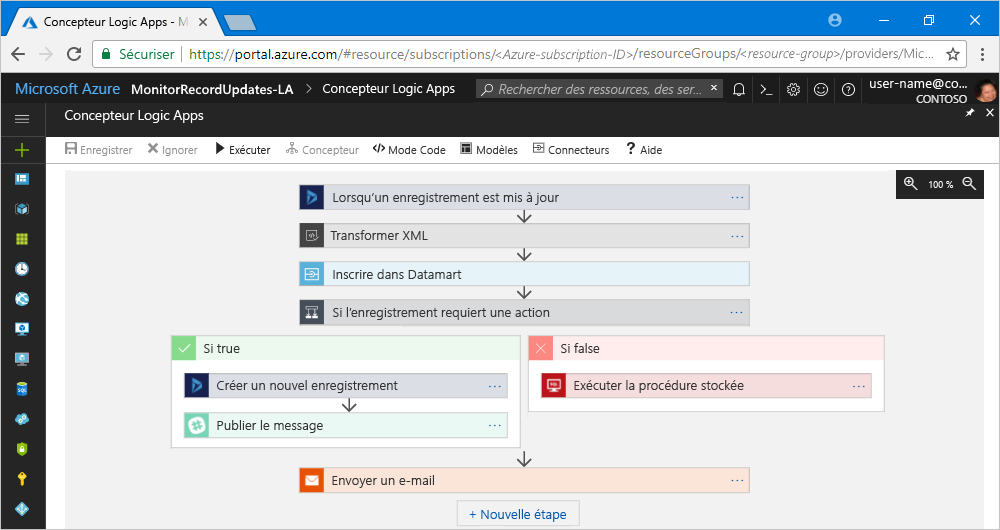 Concepteur Logic Apps - M
Sécuriser https://portal.azure.com/#resource/subscriptions/<Azure-subscription-ID>/resourceGroups/<resource-group>/providers/Mic...
Microsoft Azure MonitorRecordUpdates-LA > Concepteur Logic Apps Rechercher des ressources, des ser... user-name@co...
CONTOSO
Concepteur Logic Apps
Enregistrer Ignorer Exécuter Concepteur Mode Code Modèles Connecteurs Aide
100 %
Lorsqu'un enregistrement est mis à jour
Transformer XML
Inscrire dans Datamart
Si l'enregistrement requiert une action
Si true
Créer un nouvel enregistrement
Publier le message
Si false
Exécuter la procédure stockée
Envoyer un e-mail
+ Nouvelle étape